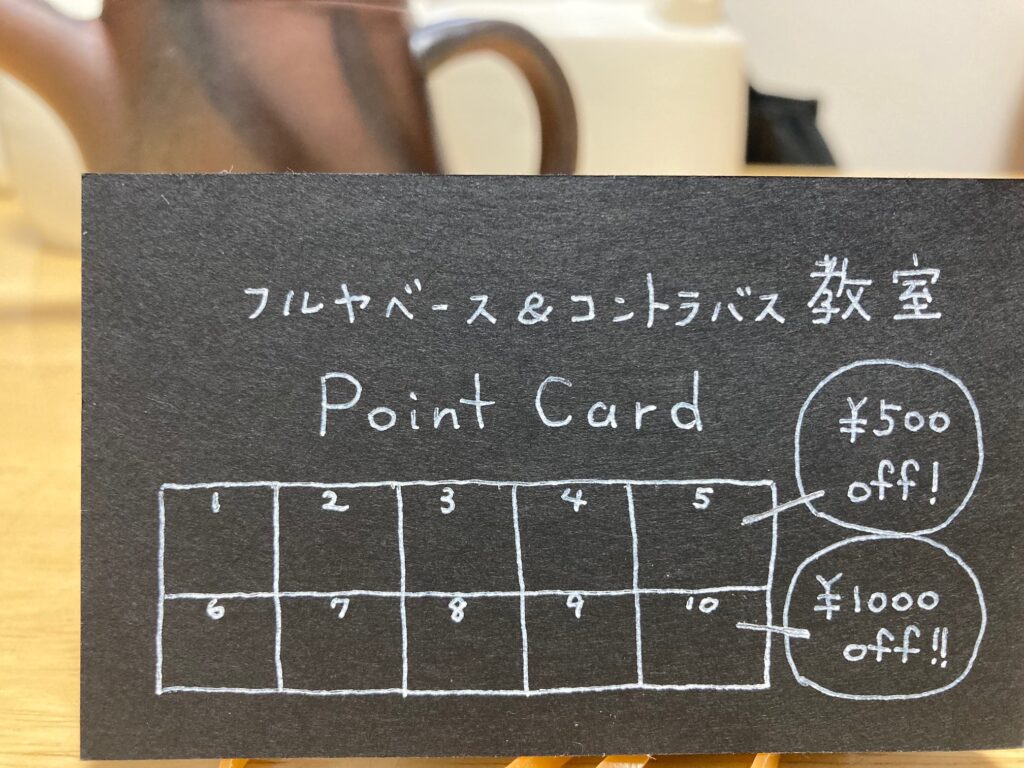 フルヤベース&コントラバス教室
Point Card
¥500
off!
1 2 3 4 5
6 7 8 9 10
¥1000
off!!